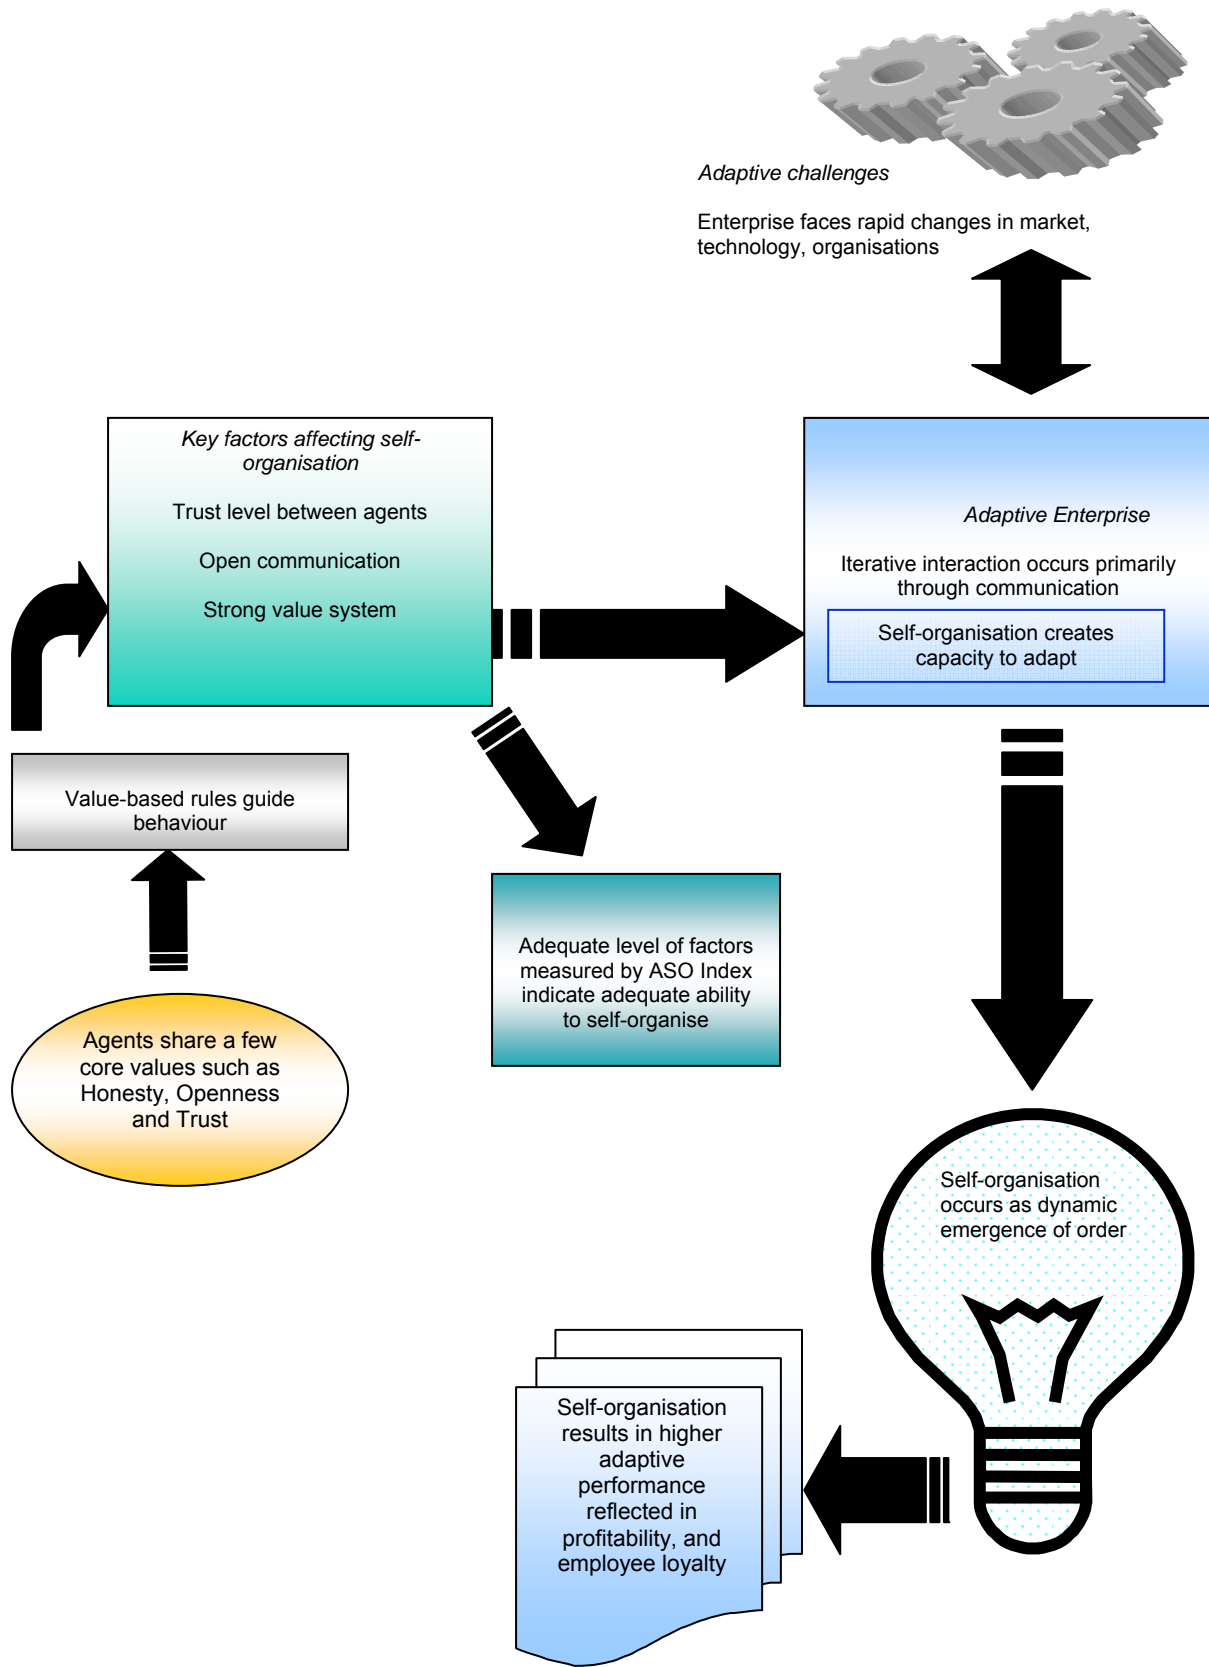 Adaptive challenges
Enterprise faces rapid changes in market,
technology, organisations
Key factors affecting self-
organisation
Trust level between agents
Open communication
Strong value system
Adaptive Enterprise
Iterative interaction occurs primarily
through communication
Self-organisation creates
capacity to adapt
Value-based rules guide
behaviour
Adequate level of factors
measured by ASO Index
indicate adequate ability
to self-organise
Agents share a few
core values such as
Honesty, Openness
and Trust
Self-organisation
occurs as dynamic
emergence of order
Self-organisation
results in higher
adaptive
performance
reflected in
profitability, and
employee loyalty